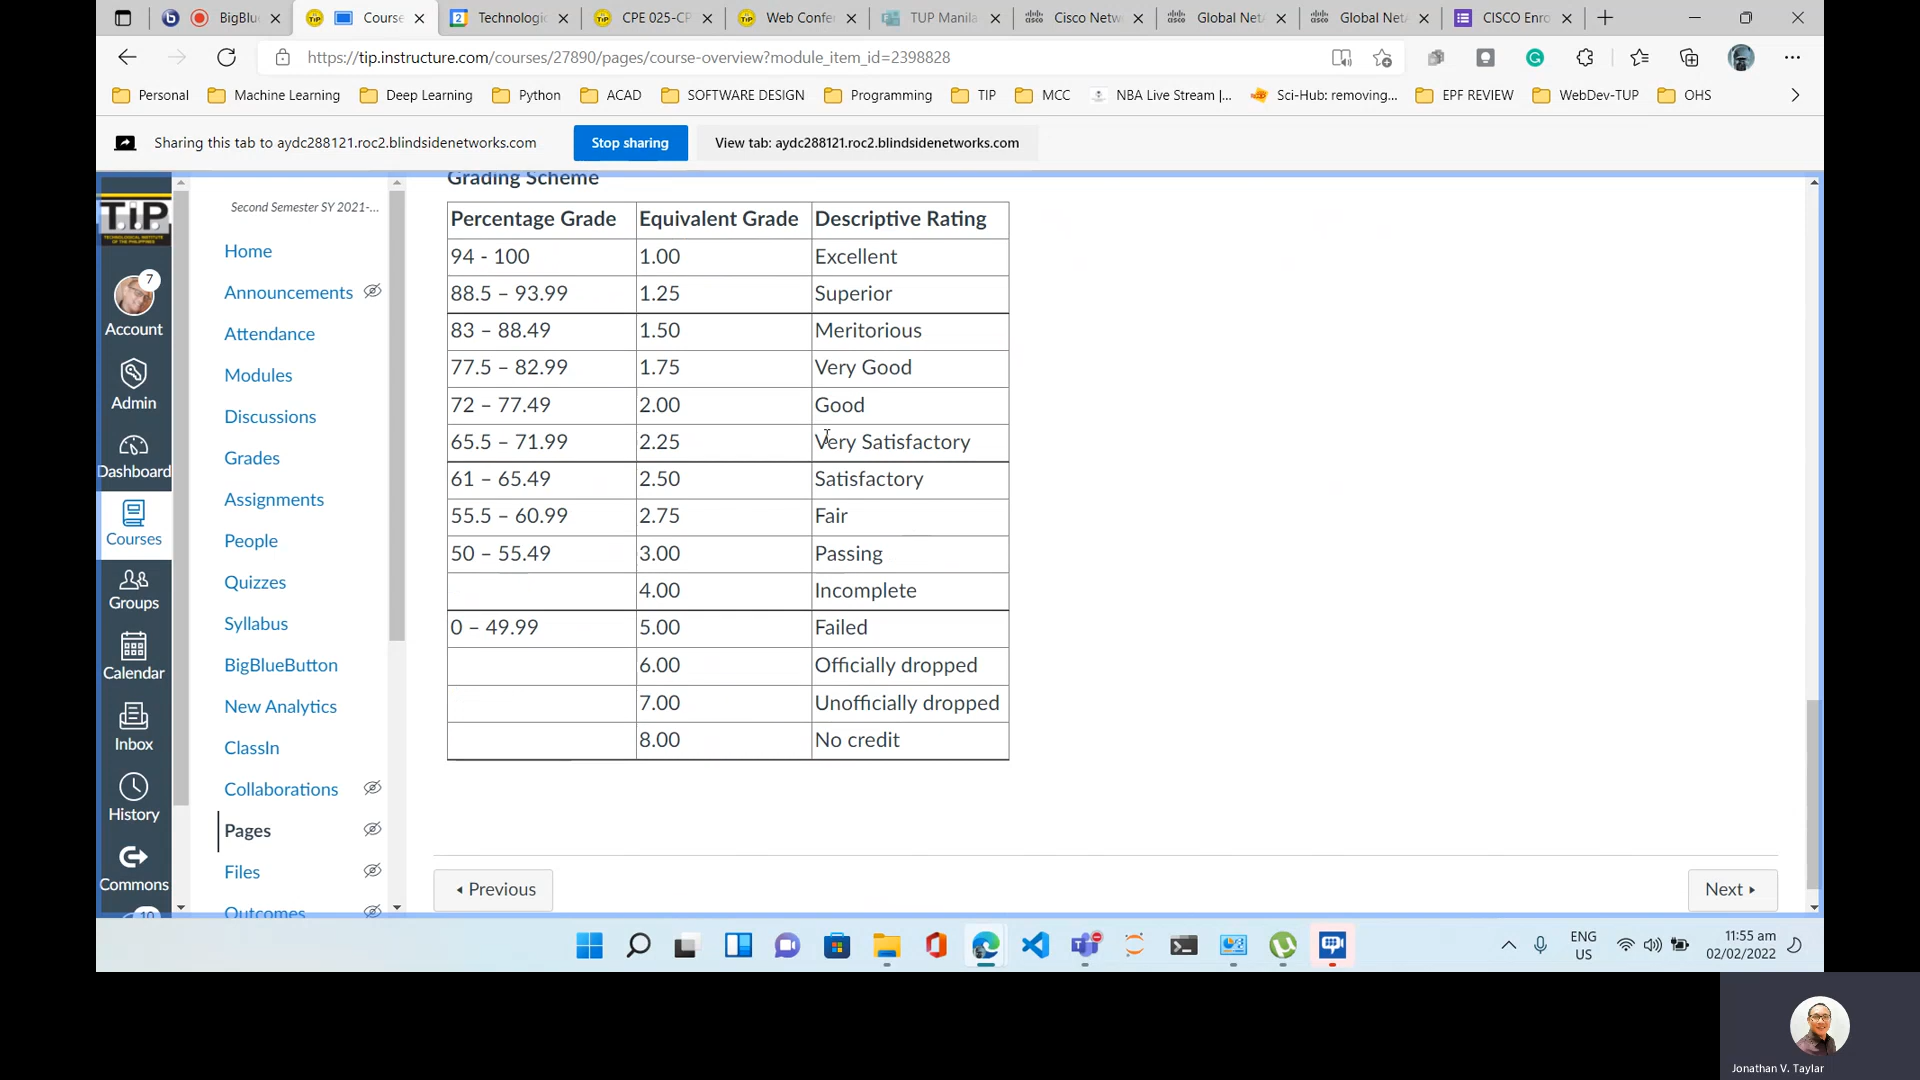 BigBlu
Course
Technologic
CPE 025-CP
Web Confe
TUP Manila
Cisco Netw
Global Net
Global Net
CISCO Enro
https://tip.instructure.com/courses/27890/pages/course-overview?module_item_id=2398828
Personal
Machine Learning
Deep Learning
Python
ACAD
SOFTWARE DESIGN
Programming
TIP
MCC
NBA Live Stream |...
Sci-Hub: removing...
EPF REVIEW
WebDev-TUP
OHS
Sharing this tab to aydc288121.roc2.blindsidenetworks.com
Stop sharing
View tab: aydc288121.roc2.blindsidenetworks.com
T.I.P
TECHNOLOGICAL INSTITUTE OF THE PHILIPPINES
7
Account
Admin
Dashboard
Courses
Groups
Calendar
Inbox
History
Commons
10
Second Semester SY 2021-...
Home
Announcements
Attendance
Modules
Discussions
Grades
Assignments
People
Quizzes
Syllabus
BigBlueButton
New Analytics
ClassIn
Collaborations
Pages
Files
Outcomes
Grading Scheme
Percentage Grade Equivalent Grade Descriptive Rating
94 - 100 1.00 Excellent
88.5 – 93.99 1.25 Superior
83 – 88.49 1.50 Meritorious
77.5 – 82.99 1.75 Very Good
72 – 77.49 2.00 Good
65.5 – 71.99 2.25 Very Satisfactory
61 – 65.49 2.50 Satisfactory
55.5 – 60.99 2.75 Fair
50 – 55.49 3.00 Passing
4.00 Incomplete
0 – 49.99 5.00 Failed
6.00 Officially dropped
7.00 Unofficially dropped
8.00 No credit
Previous
Next
ENG
US
11:55 am
02/02/2022
Jonathan V. Taylar